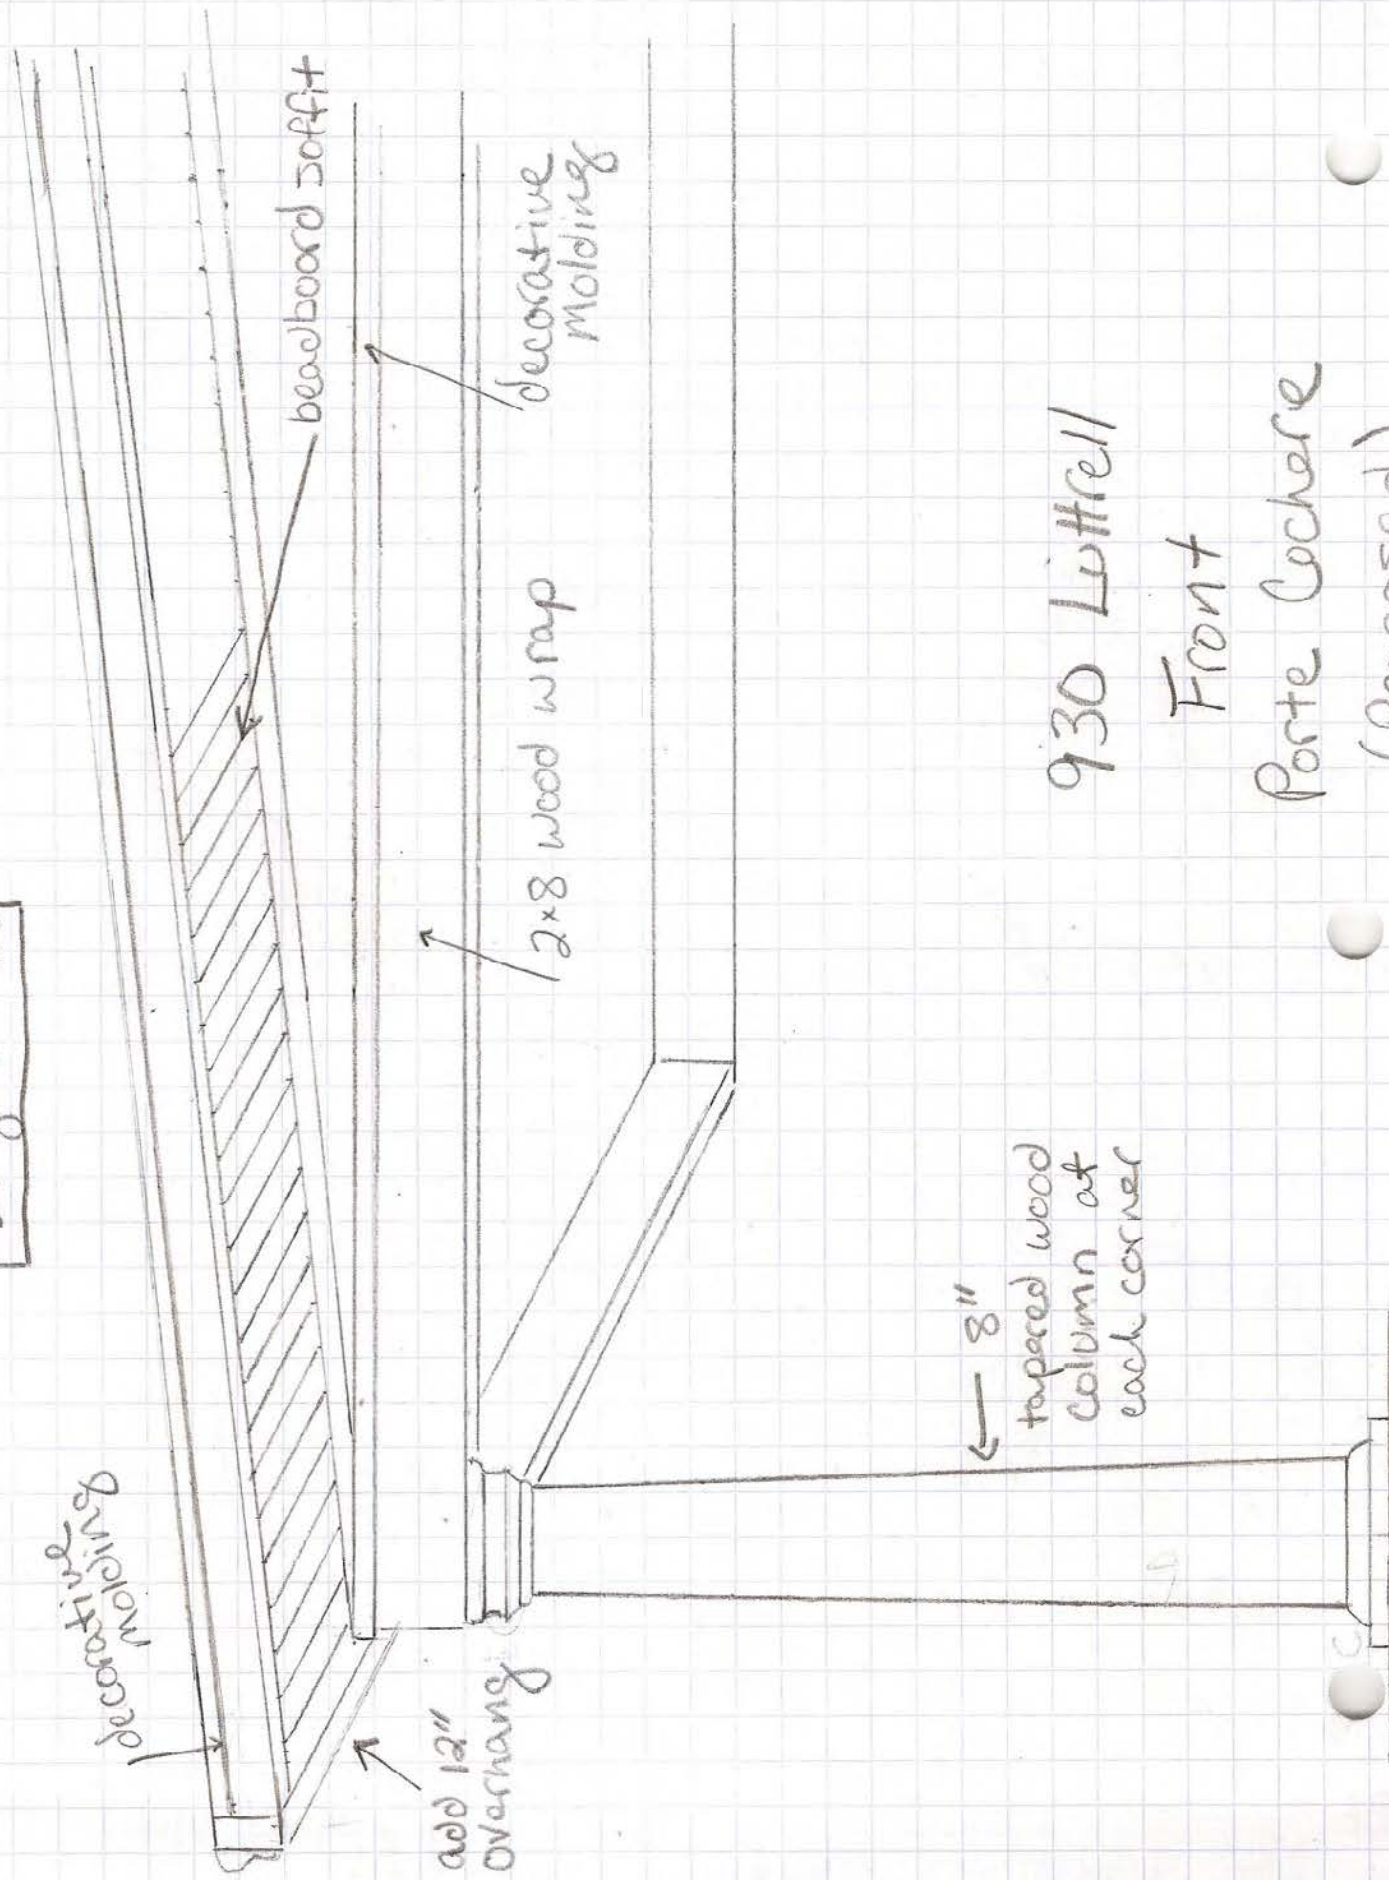 decorative
molding
beadboard soffit
add 12"
overhang
decorative
molding
2x8 wood wrap
← 8"
tapered wood
column at
each corner
930 Luttrell
Front
Porte Cochere
(Proposed)